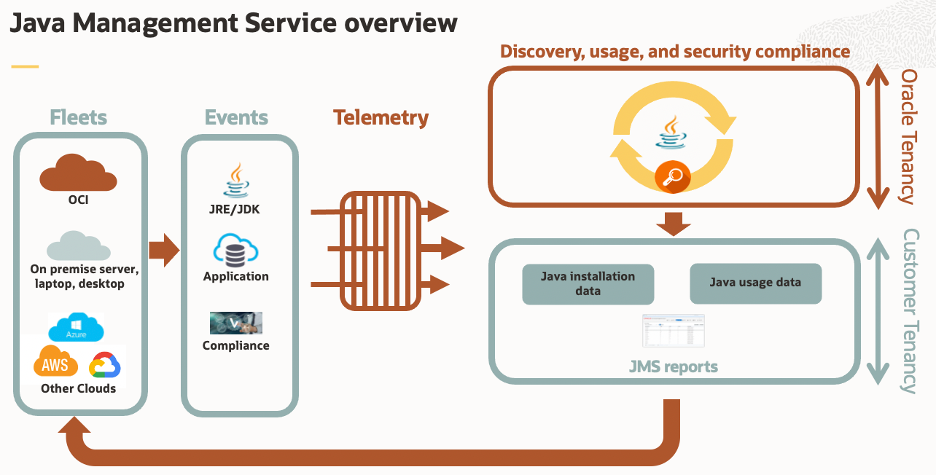 Java Management Service overview
Discovery, usage, and security compliance
Oracle Tenancy
Fleets
Events
Telemetry
OCI
JRE/JDK
On premise server,
laptop, desktop
Application
Azure
AWS
Other Clouds
Compliance
Customer Tenancy
Java installation
data
Java usage data
JMS reports